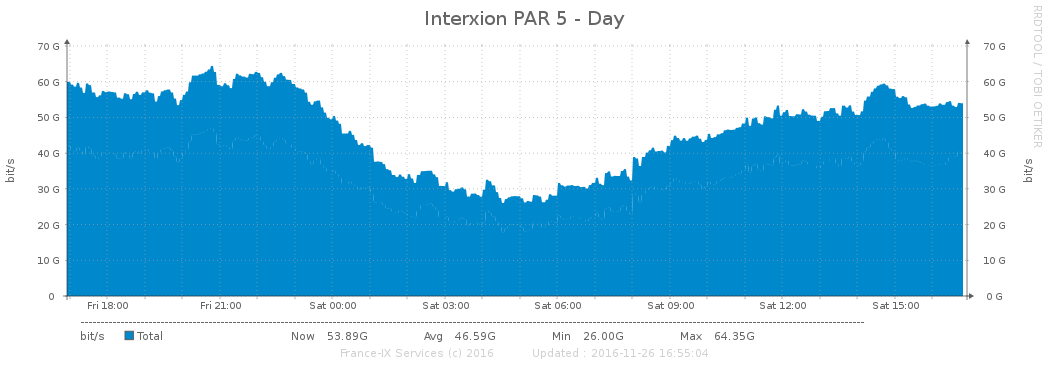 Interxion PAR 5 - Day
RRDTOOL / TOBI OETIKER
70 G 70 G
60 G 60 G
50 G 50 G
40 G 40 G
30 G 30 G
20 G 20 G
10 G 10 G
0 0 G
bit/s bit/s
Fri 18:00 Fri 21:00 Sat 00:00 Sat 03:00 Sat 06:00 Sat 09:00 Sat 12:00 Sat 15:00
bit/s Total Now 53.89G Avg 46.59G Min 26.00G Max 64.35G
France-IX Services (c) 2016 Updated : 2016-11-26 16:55:04